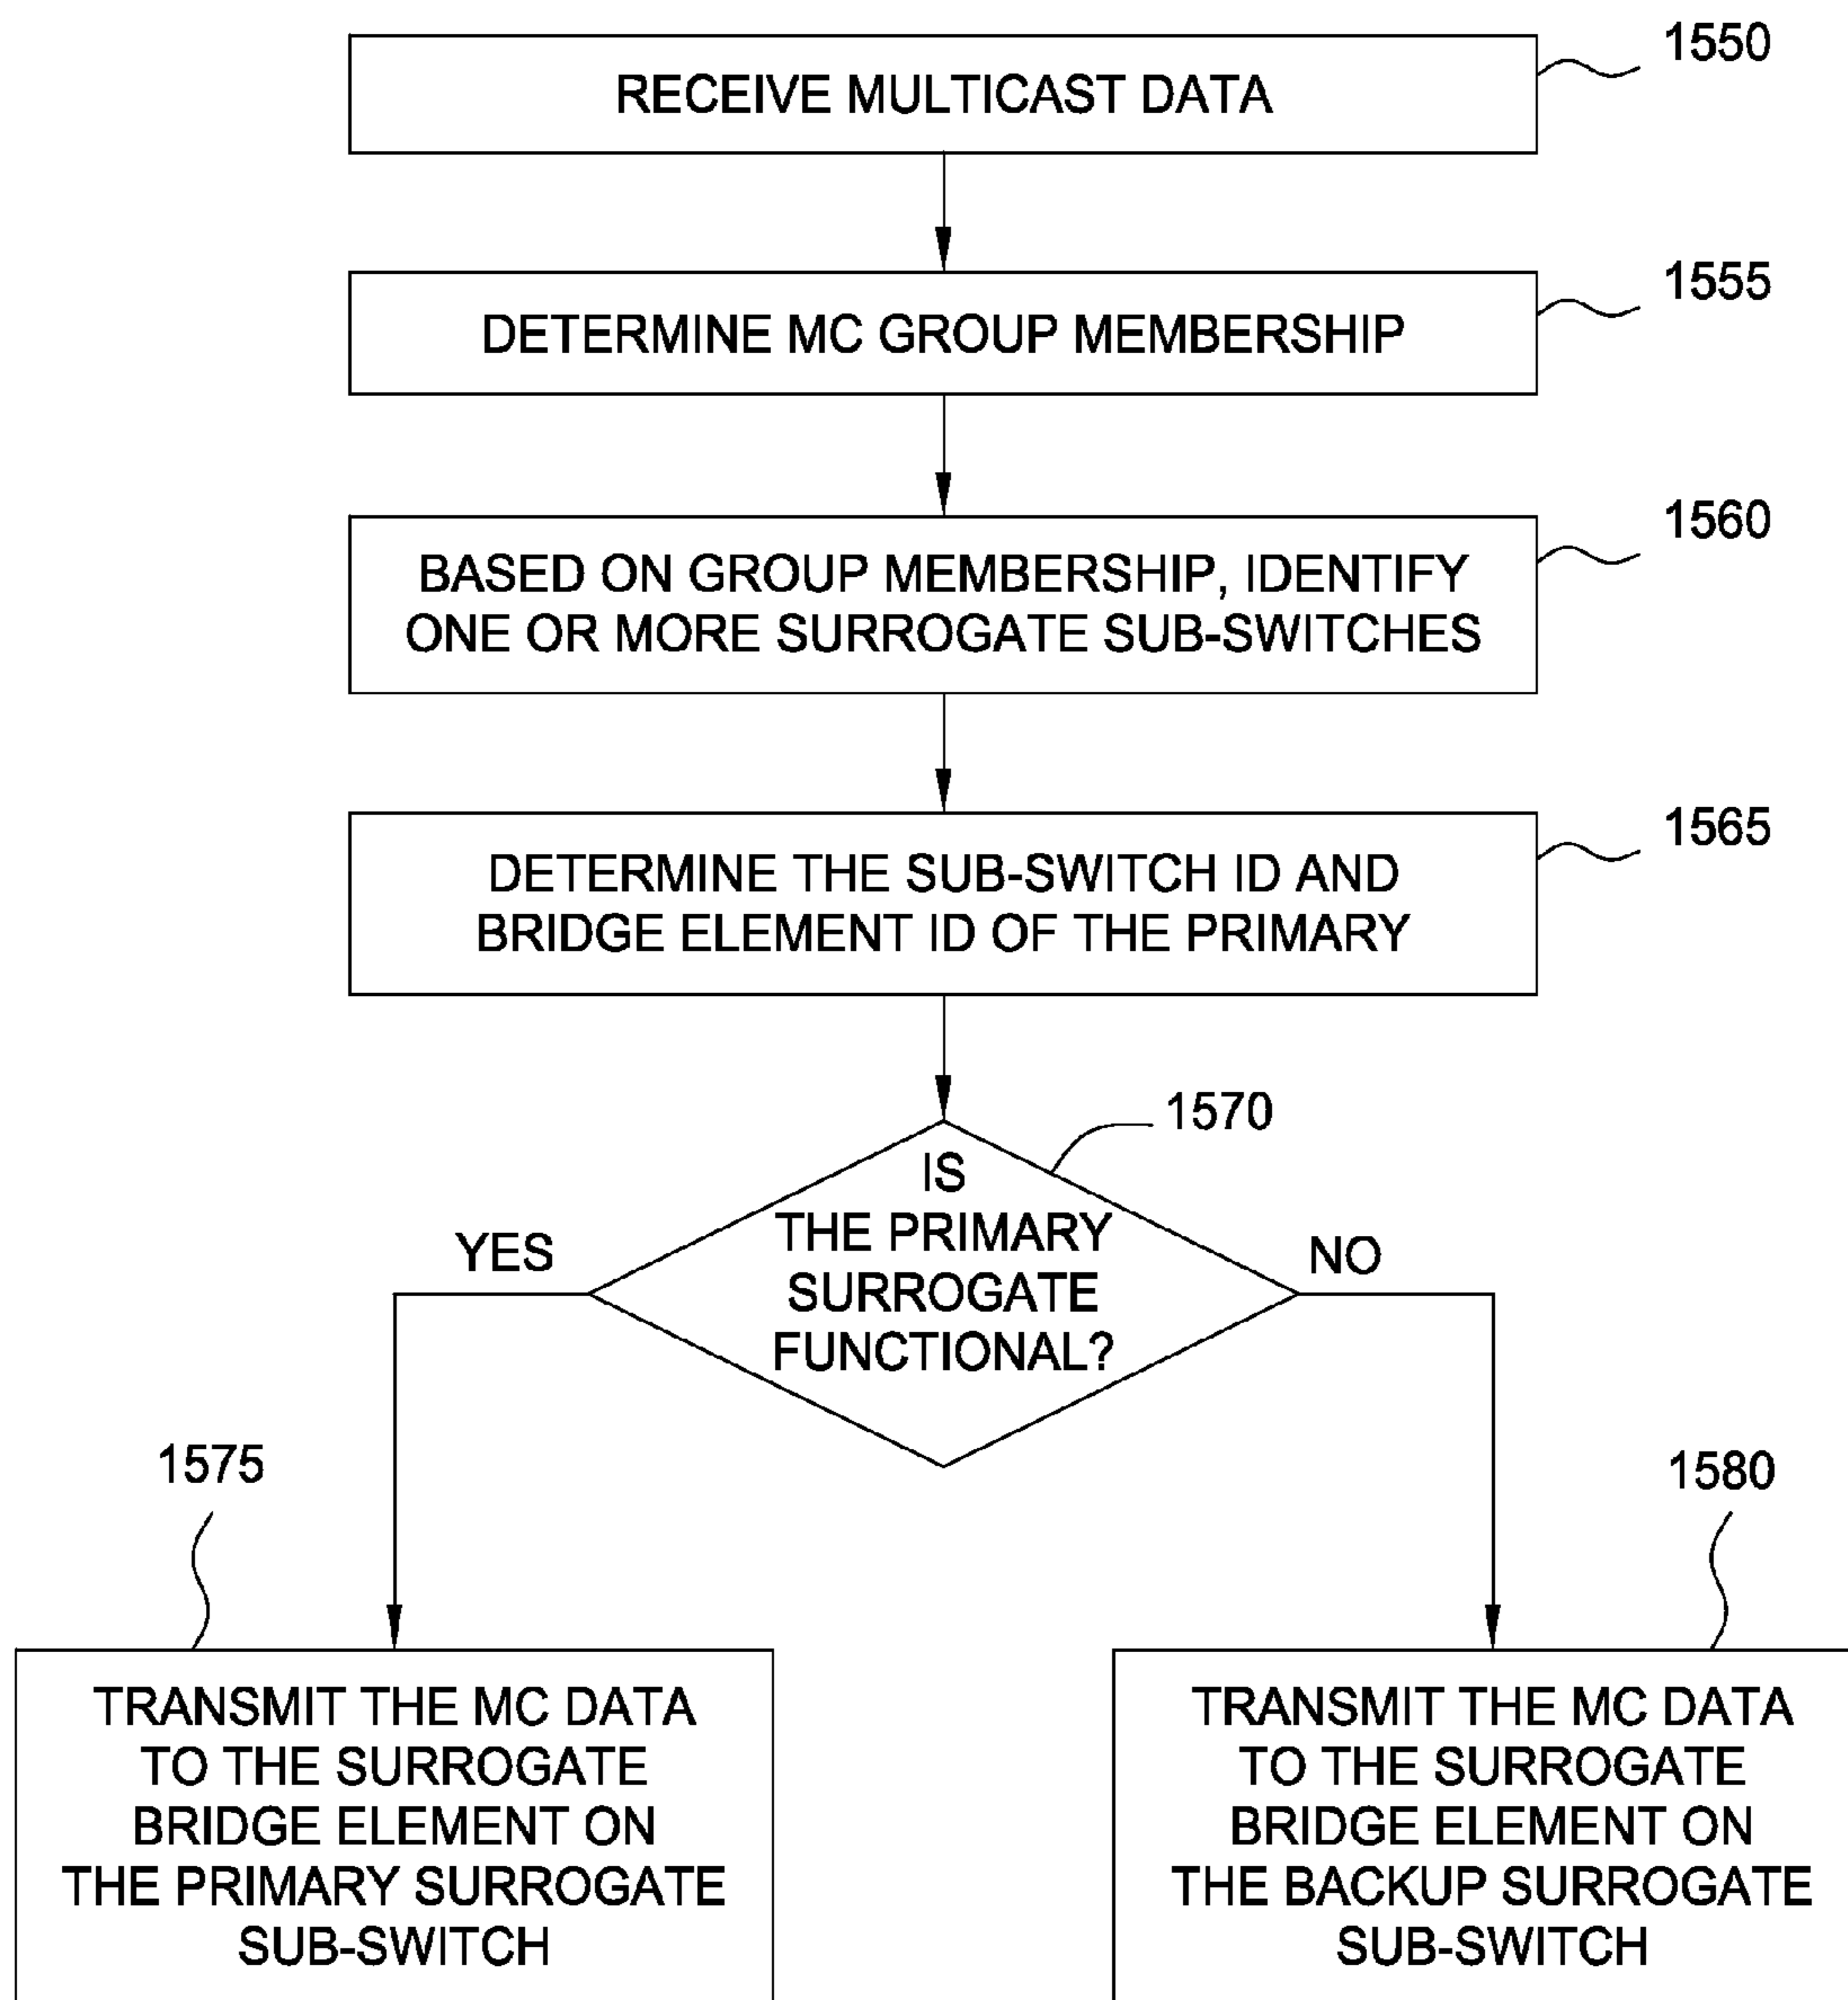 1550
RECEIVE MULTICAST DATA
1555
DETERMINE MC GROUP MEMBERSHIP
1560
BASED ON GROUP MEMBERSHIP, IDENTIFY
ONE OR MORE SURROGATE SUB-SWITCHES
1565
DETERMINE THE SUB-SWITCH ID AND
BRIDGE ELEMENT ID OF THE PRIMARY
1570
IS
THE PRIMARY
SURROGATE
FUNCTIONAL?
YES
NO
1575
TRANSMIT THE MC DATA
TO THE SURROGATE
BRIDGE ELEMENT ON
THE PRIMARY SURROGATE
SUB-SWITCH
1580
TRANSMIT THE MC DATA
TO THE SURROGATE
BRIDGE ELEMENT ON
THE BACKUP SURROGATE
SUB-SWITCH